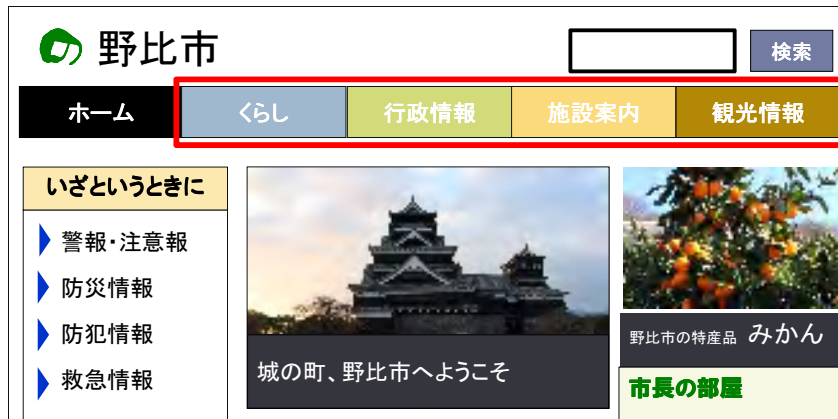 野比市
検索
ホーム くらし 行政情報 施設案内 観光情報
いざというときに
警報・注意報
防災情報
防犯情報
救急情報
城の町、野比市へようこそ
野比市の特産品 みかん
市長の部屋